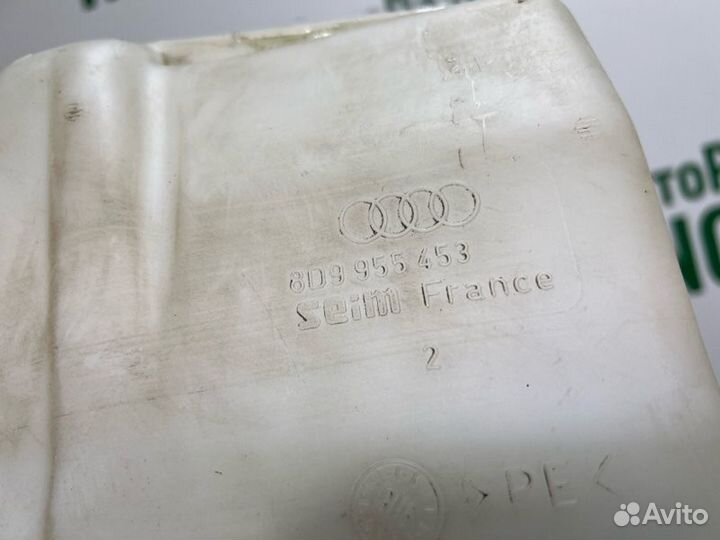 8D9 955 453
seim France
2
>PE<
Avito